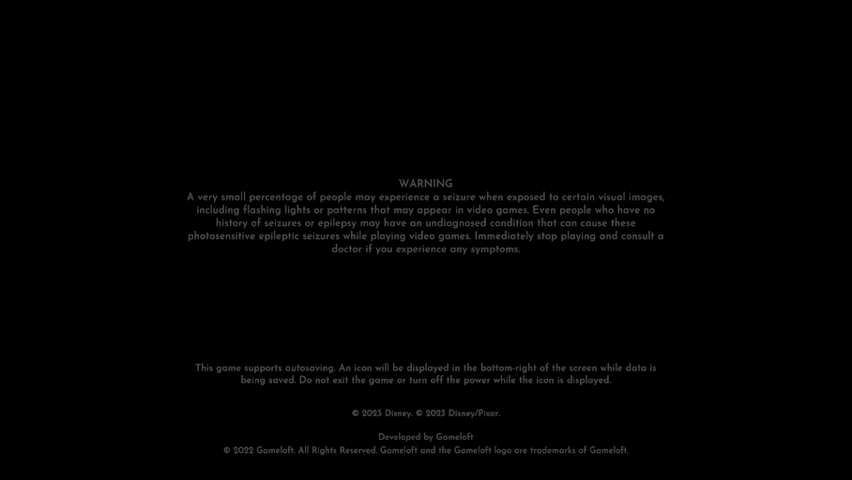 WARNING
A very small percentage of people may experience a seizure when exposed to certain visual images,
including flashing lights or patterns that may appear in video games. Even people who have no
history of seizures or epilepsy may have an undiagnosed condition that can cause these
photosensitive epileptic seizures while playing video games. Immediately stop playing and consult a
doctor if you experience any symptoms.
This game supports autosaving. An icon will be displayed in the bottom-right of the screen while data is
being saved. Do not exit the game or turn off the power while the icon is displayed.
© 2023 Disney. © 2023 Disney/Pixar.
Developed by Gameloft
© 2022 Gameloft. All Rights Reserved. Gameloft and the Gameloft logo are trademarks of Gameloft.